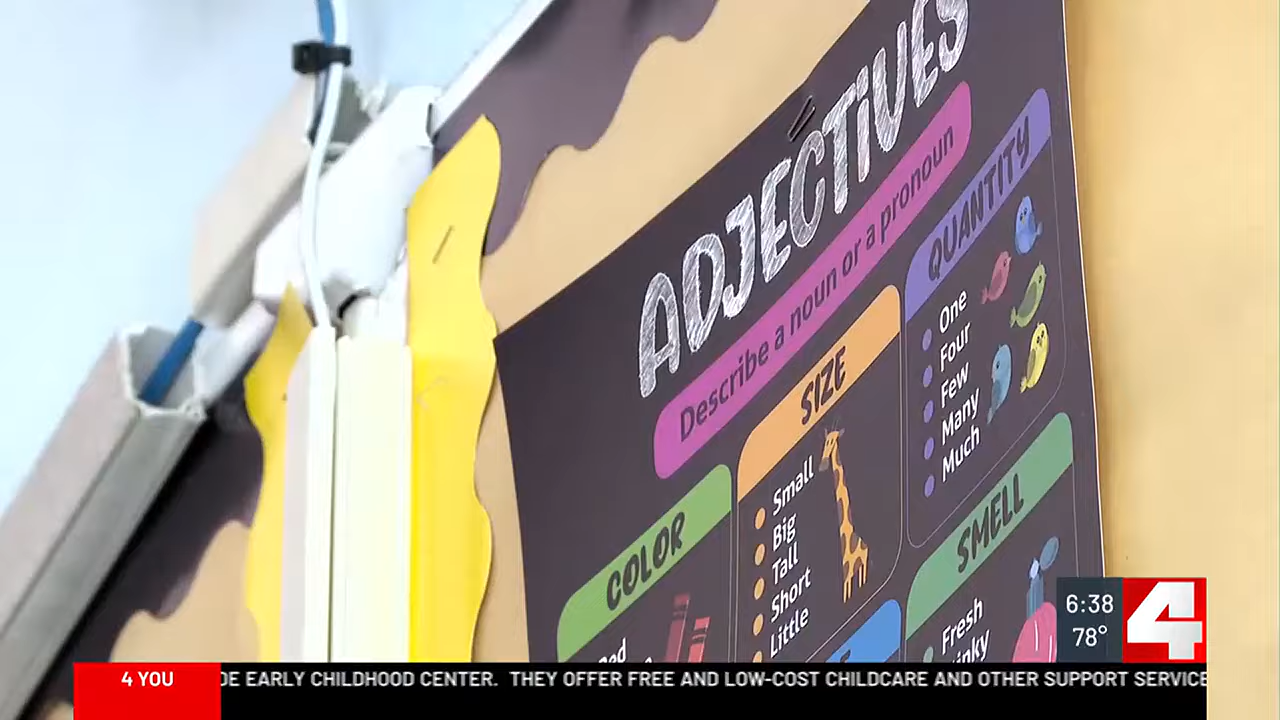 ADJECTIVES
Describe a noun or a pronoun
QUANTITY
One
Four
Few
Many
Much
SIZE
Small
Big
Tall
Short
Little
COLOR
SMELL
Fresh
6:38
78°
4
4 YOU
EARLY CHILDHOOD CENTER. THEY OFFER FREE AND LOW-COST CHILDCARE AND OTHER SUPPORT SERVICE